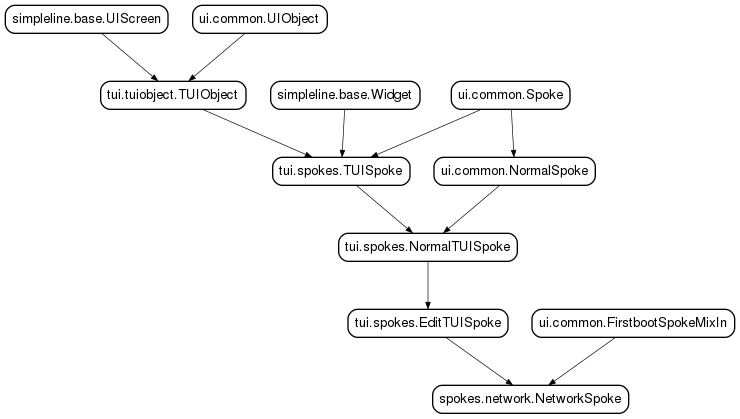 simpleline.base.UIScreen
ui.common.UIObject
tui.tuiobject.TUIObject
simpleline.base.Widget
ui.common.Spoke
tui.spokes.TUISpoke
ui.common.NormalSpoke
tui.spokes.NormalTUISpoke
tui.spokes.EditTUISpoke
ui.common.FirstbootSpokeMixIn
spokes.network.NetworkSpoke